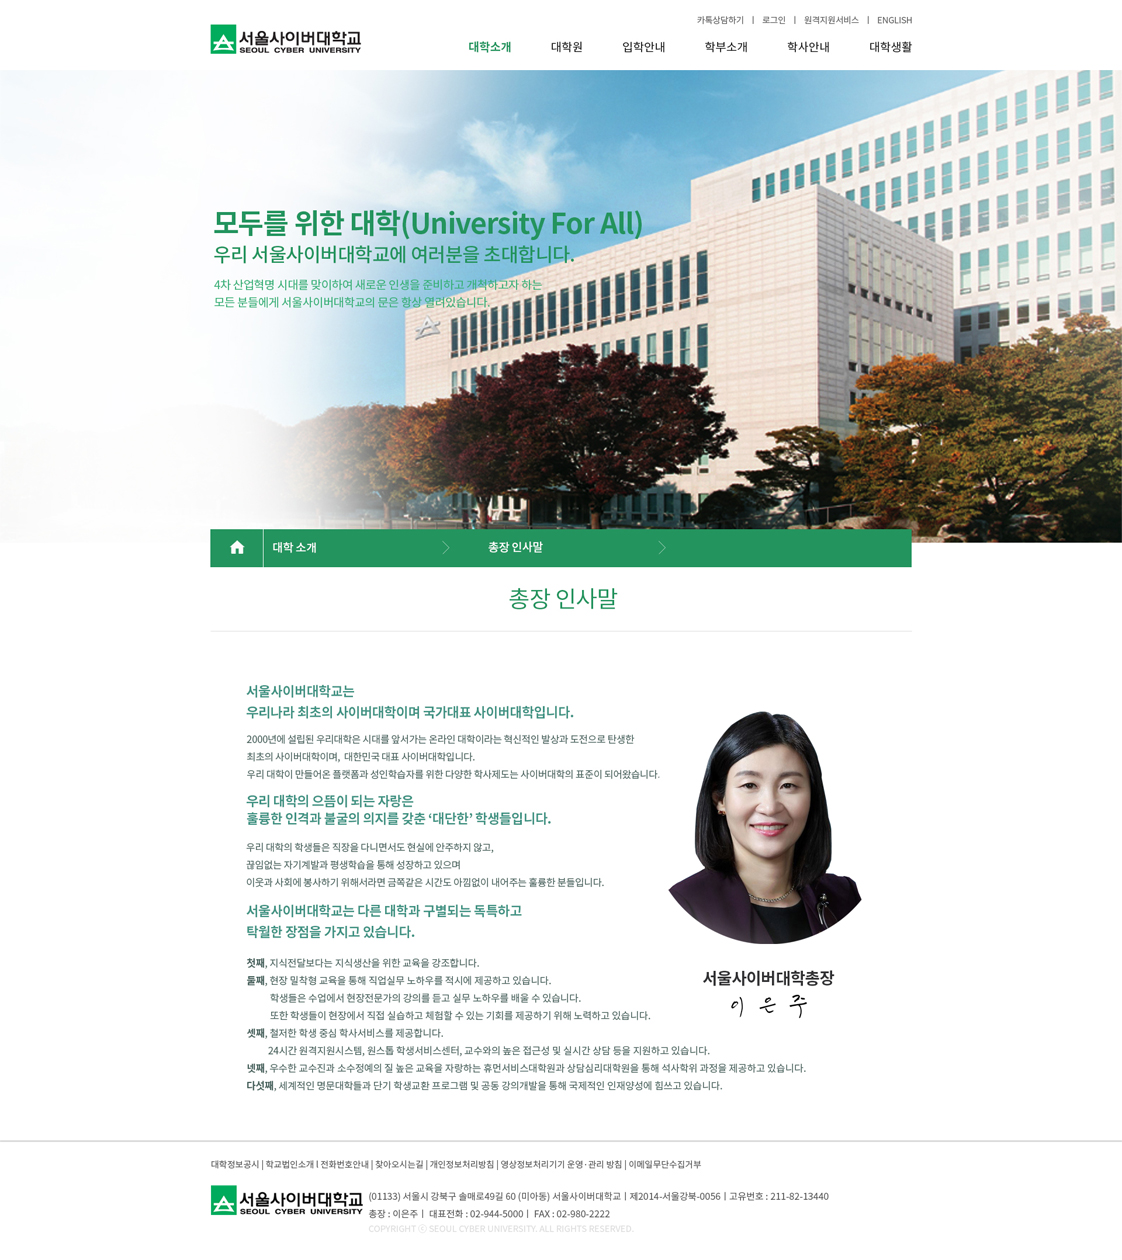 카톡상담하기 | 로그인 | 원격지원서비스 | ENGLISH
서울사이버대학교
SEOUL CYBER UNIVERSITY
대학소개 대학원 입학안내 학부소개 학사안내 대학생활
모두를 위한 대학(University For All)
우리 서울사이버대학교에 여러분을 초대합니다.
4차 산업혁명 시대를 맞이하여 새로운 인생을 준비하고 개척하고자 하는
모든 분들에게 서울사이버대학교의 문은 항상 열려있습니다.
대학 소개 총장 인사말
총장 인사말
서울사이버대학교는
우리나라 최초의 사이버대학이며 국가대표 사이버대학입니다.
2000년에 설립된 우리대학은 시대를 앞서가는 온라인 대학이라는 혁신적인 발상과 도전으로 탄생한
최초의 사이버대학이며, 대한민국 대표 사이버대학입니다.
우리 대학이 만들어온 플랫폼과 성인학습자를 위한 다양한 학사제도는 사이버대학의 표준이 되어왔습니다.
우리 대학의 으뜸이 되는 자랑은
훌륭한 인격과 불굴의 의지를 갖춘 ‘대단한’ 학생들입니다.
우리 대학의 학생들은 직장을 다니면서도 현실에 안주하지 않고,
끊임없는 자기계발과 평생학습을 통해 성장하고 있으며
이웃과 사회에 봉사하기 위해서라면 금쪽같은 시간도 아낌없이 내어주는 훌륭한 분들입니다.
서울사이버대학교는 다른 대학과 구별되는 독특하고
탁월한 장점을 가지고 있습니다.
첫째, 지식전달보다는 지식생산을 위한 교육을 강조합니다.
둘째, 현장 밀착형 교육을 통해 직업실무 노하우를 적시에 제공하고 있습니다.
학생들은 수업에서 현장전문가의 강의를 듣고 실무 노하우를 배울 수 있습니다.
또한 학생들이 현장에서 직접 실습하고 체험할 수 있는 기회를 제공하기 위해 노력하고 있습니다.
셋째, 철저한 학생 중심 학사서비스를 제공합니다.
24시간 원격지원시스템, 원스톱 학생서비스센터, 교수와의 높은 접근성 및 실시간 상담 등을 지원하고 있습니다.
넷째, 우수한 교수진과 소수정예의 질 높은 교육을 자랑하는 휴먼서비스대학원과 상담심리대학원을 통해 석사학위 과정을 제공하고 있습니다.
다섯째, 세계적인 명문대학들과 단기 학생교환 프로그램 및 공동 강의개발을 통해 국제적인 인재양성에 힘쓰고 있습니다.
서울사이버대학총장
이 은 주
대학정보공시 | 학교법인소개 l 전화번호안내 | 찾아오시는길 | 개인정보처리방침 | 영상정보처리기기 운영·관리 방침 | 이메일무단수집거부
서울사이버대학교
SEOUL CYBER UNIVERSITY
(01133) 서울시 강북구 솔매로49길 60 (미아동) 서울사이버대학교 | 제2014-서울강북-0056 | 고유번호 : 211-82-13440
총장 : 이은주 | 대표전화 : 02-944-5000 | FAX : 02-980-2222
COPYRIGHT ⓒ SEOUL CYBER UNIVERSITY. ALL RIGHTS RESERVED.